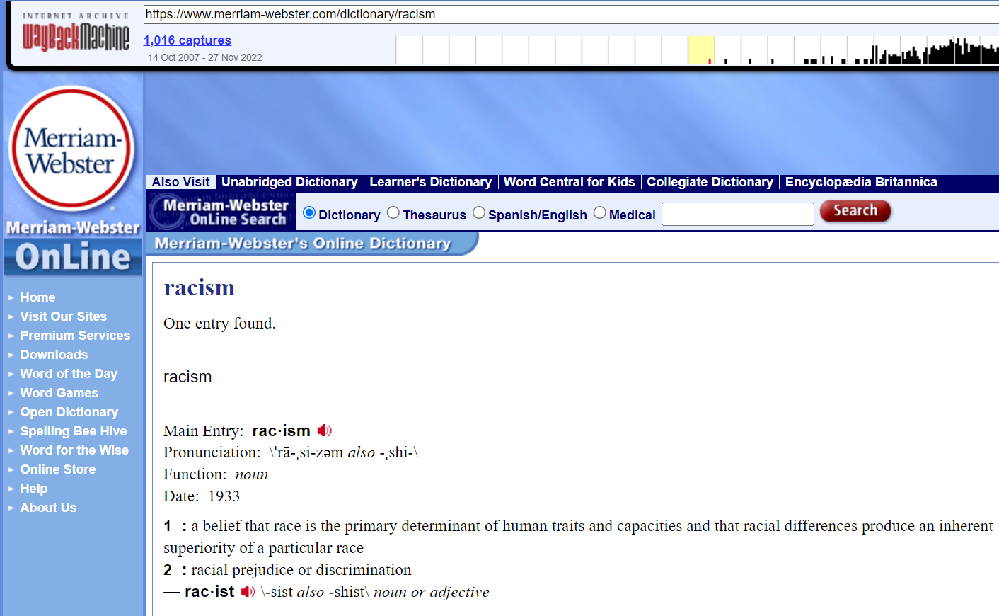 INTERNET ARCHIVE
WayBackMachine
https://www.merriam-webster.com/dictionary/racism
1,016 captures
14 Oct 2007 - 27 Nov 2022
Merriam-
Webster
Merriam-Webster
OnLine
Home
Visit Our Sites
Premium Services
Downloads
Word of the Day
Word Games
Open Dictionary
Spelling Bee Hive
Word for the Wise
Online Store
Help
About Us
Also Visit Unabridged Dictionary Learner's Dictionary Word Central for Kids Collegiate Dictionary Encyclopædia Britannica
Merriam-Webster
OnLine Search
Dictionary Thesaurus Spanish/English Medical Search
Merriam-Webster's Online Dictionary
racism
One entry found.
racism
Main Entry: rac·ism
Pronunciation: \ˈrā-ˌsi-zəm also -ˌshi-\
Function: noun
Date: 1933
1 : a belief that race is the primary determinant of human traits and capacities and that racial differences produce an inherent
superiority of a particular race
2 : racial prejudice or discrimination
— rac·ist \-sist also -shist\ noun or adjective